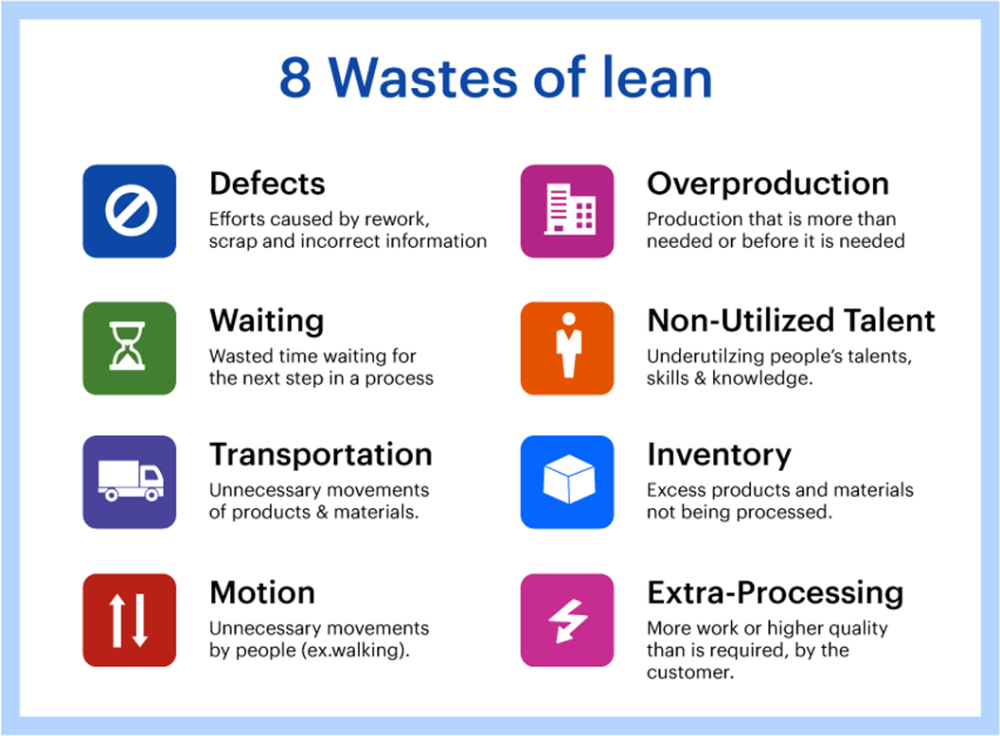 8 Wastes of lean
Defects
Efforts caused by rework,
scrap and incorrect information
Overproduction
Production that is more than
needed or before it is needed
Waiting
Wasted time waiting for
the next step in a process
Non-Utilized Talent
Underutilzing people’s talents,
skills & knowledge.
Transportation
Unnecessary movements
of products & materials.
Inventory
Excess products and materials
not being processed.
Motion
Unnecessary movements
by people (ex.walking).
Extra-Processing
More work or higher quality
than is required, by the
customer.